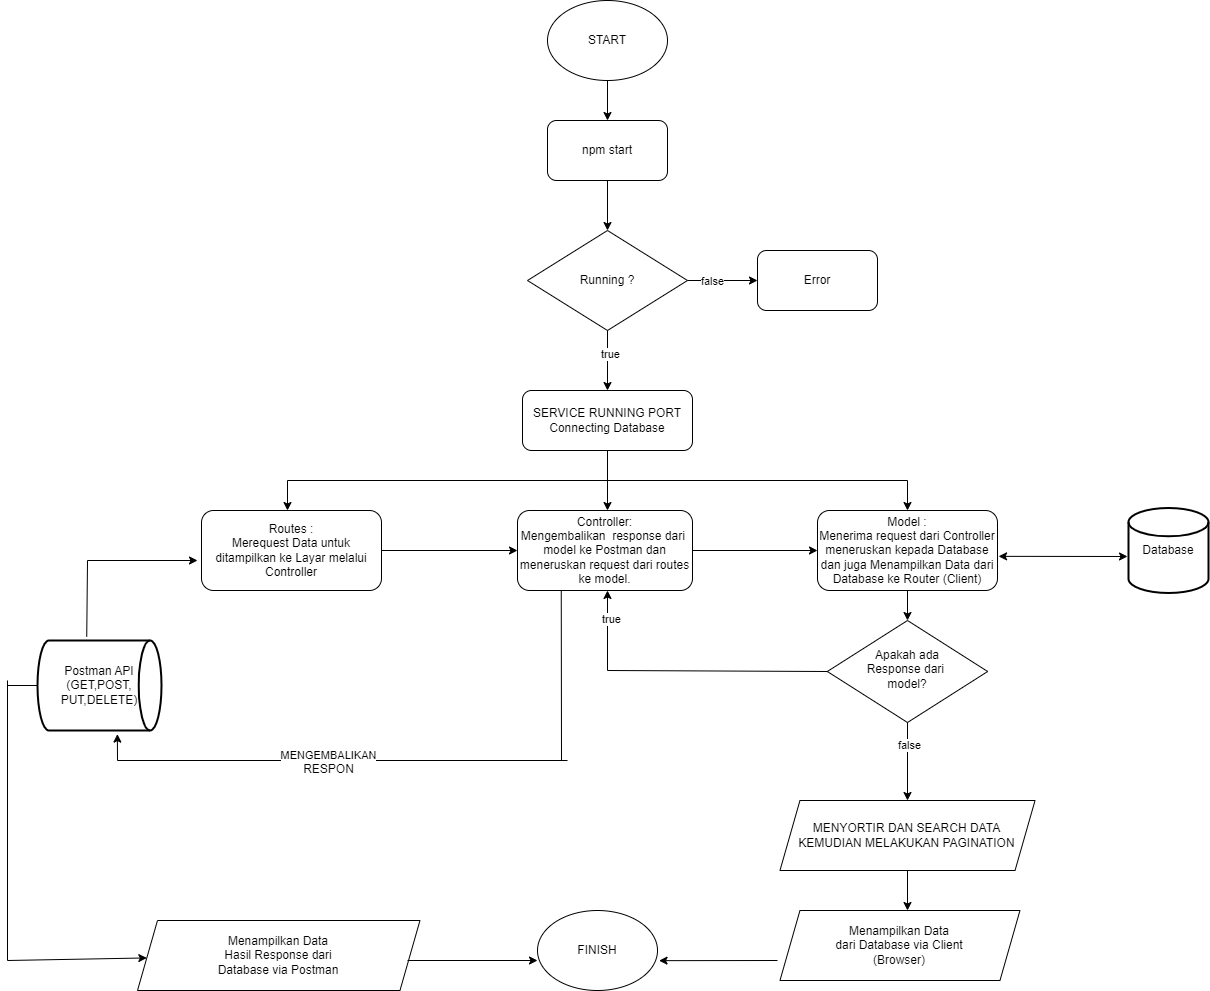 START
npm start
Running ?
false
Error
true
SERVICE RUNNING PORT
Connecting Database
Routes :
Merequest Data untuk
ditampilkan ke Layar melalui
Controller
Controller:
Mengembalikan  response dari
model ke Postman dan
meneruskan request dari routes
ke model.
Model :
Menerima request dari Controller
meneruskan kepada Database
dan juga Menampilkan Data dari
Database ke Router (Client)
Database
true
Postman API
(GET,POST,
PUT,DELETE)
Apakah ada
Response dari
model?
false
MENGEMBALIKAN
RESPON
MENYORTIR DAN SEARCH DATA
KEMUDIAN MELAKUKAN PAGINATION
Menampilkan Data
Hasil Response dari
Database via Postman
FINISH
Menampilkan Data
dari Database via Client
(Browser)